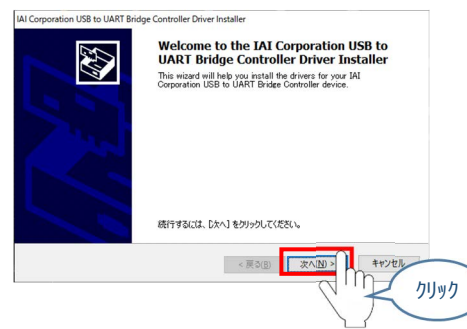 IAI Corporation USB to UART Bridge Controller Driver Installer
Welcome to the IAI Corporation USB to
UART Bridge Controller Driver Installer
This wizard will help you install the drivers for your IAI
Corporation USB to UART Bridge Controller device.
続行するには、[次へ] をクリックしてください。
< 戻る(B)
次へ(N) >
キャンセル
クリック